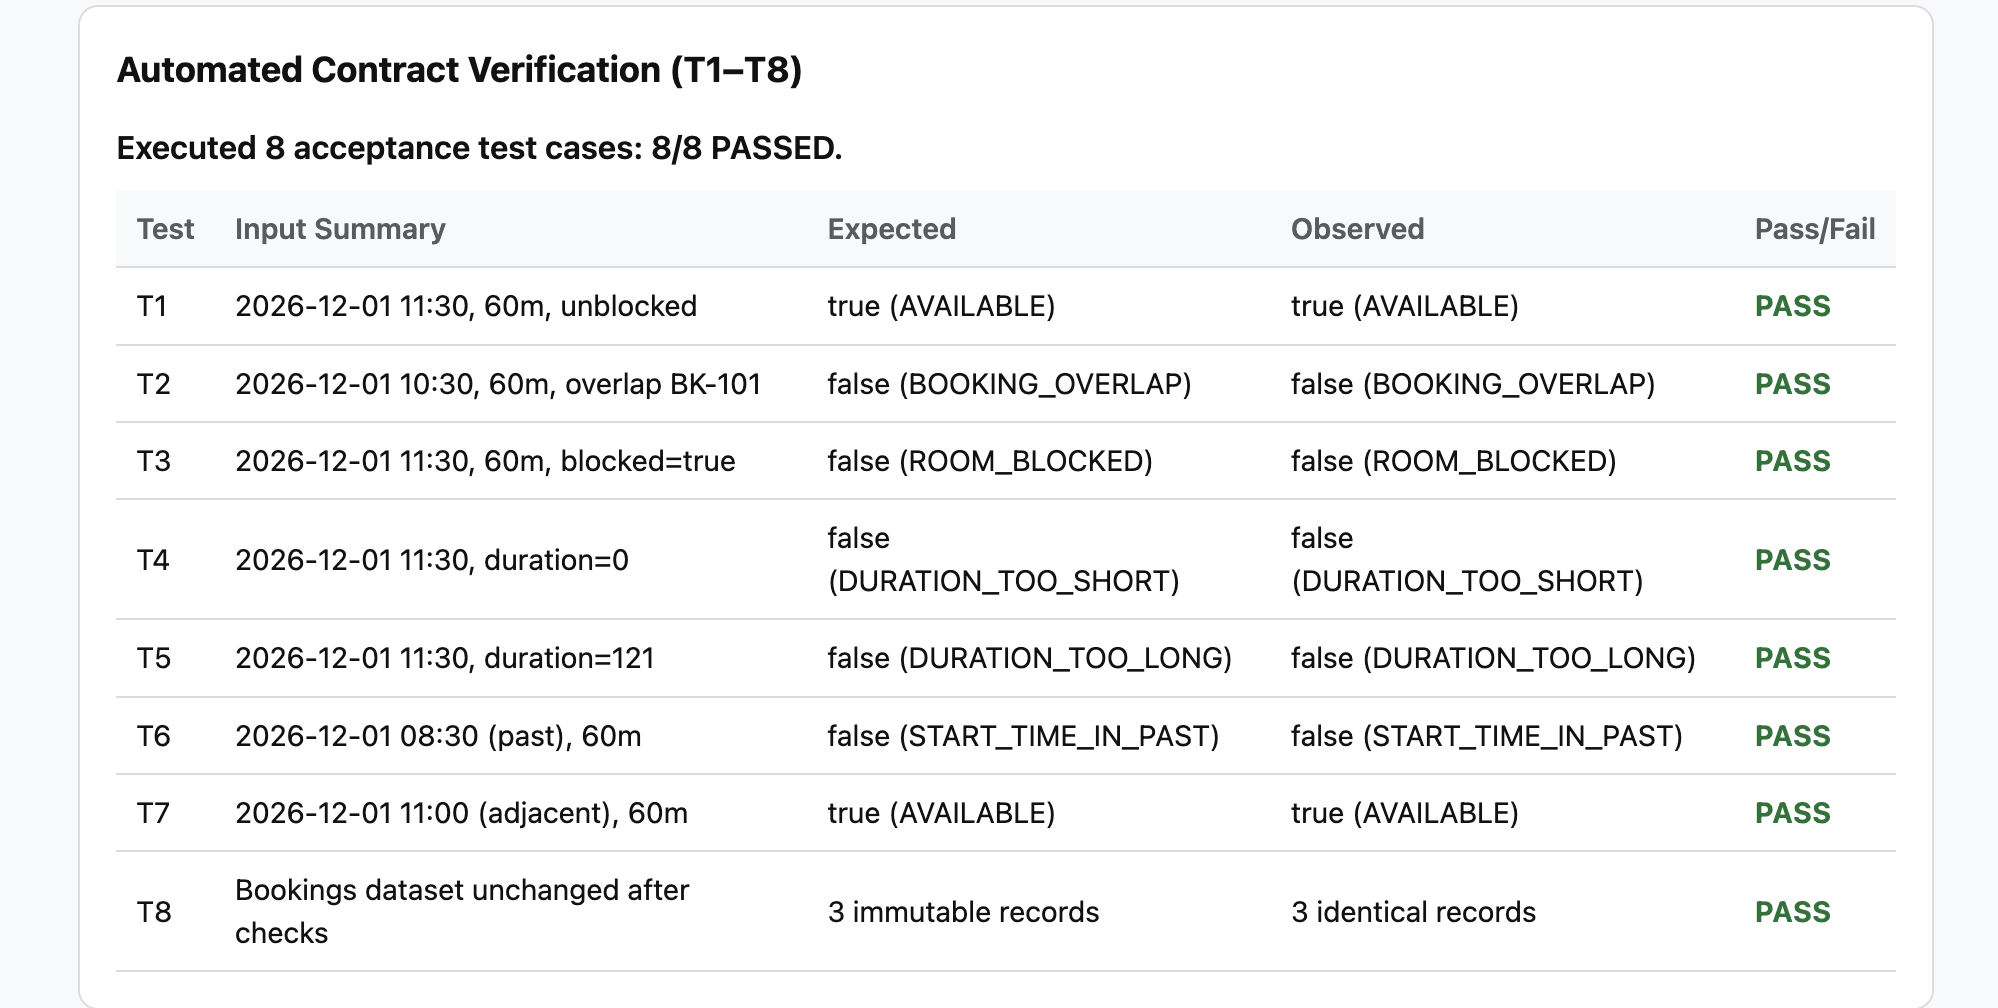 Automated Contract Verification (T1–T8)
Executed 8 acceptance test cases: 8/8 PASSED.
Test Input Summary Expected Observed Pass/Fail
T1 2026-12-01 11:30, 60m, unblocked true (AVAILABLE) true (AVAILABLE) PASS
T2 2026-12-01 10:30, 60m, overlap BK-101 false (BOOKING_OVERLAP) false (BOOKING_OVERLAP) PASS
T3 2026-12-01 11:30, 60m, blocked=true false (ROOM_BLOCKED) false (ROOM_BLOCKED) PASS
T4 2026-12-01 11:30, duration=0 false (DURATION_TOO_SHORT) false (DURATION_TOO_SHORT) PASS
T5 2026-12-01 11:30, duration=121 false (DURATION_TOO_LONG) false (DURATION_TOO_LONG) PASS
T6 2026-12-01 08:30 (past), 60m false (START_TIME_IN_PAST) false (START_TIME_IN_PAST) PASS
T7 2026-12-01 11:00 (adjacent), 60m true (AVAILABLE) true (AVAILABLE) PASS
T8 Bookings dataset unchanged after checks 3 immutable records 3 identical records PASS